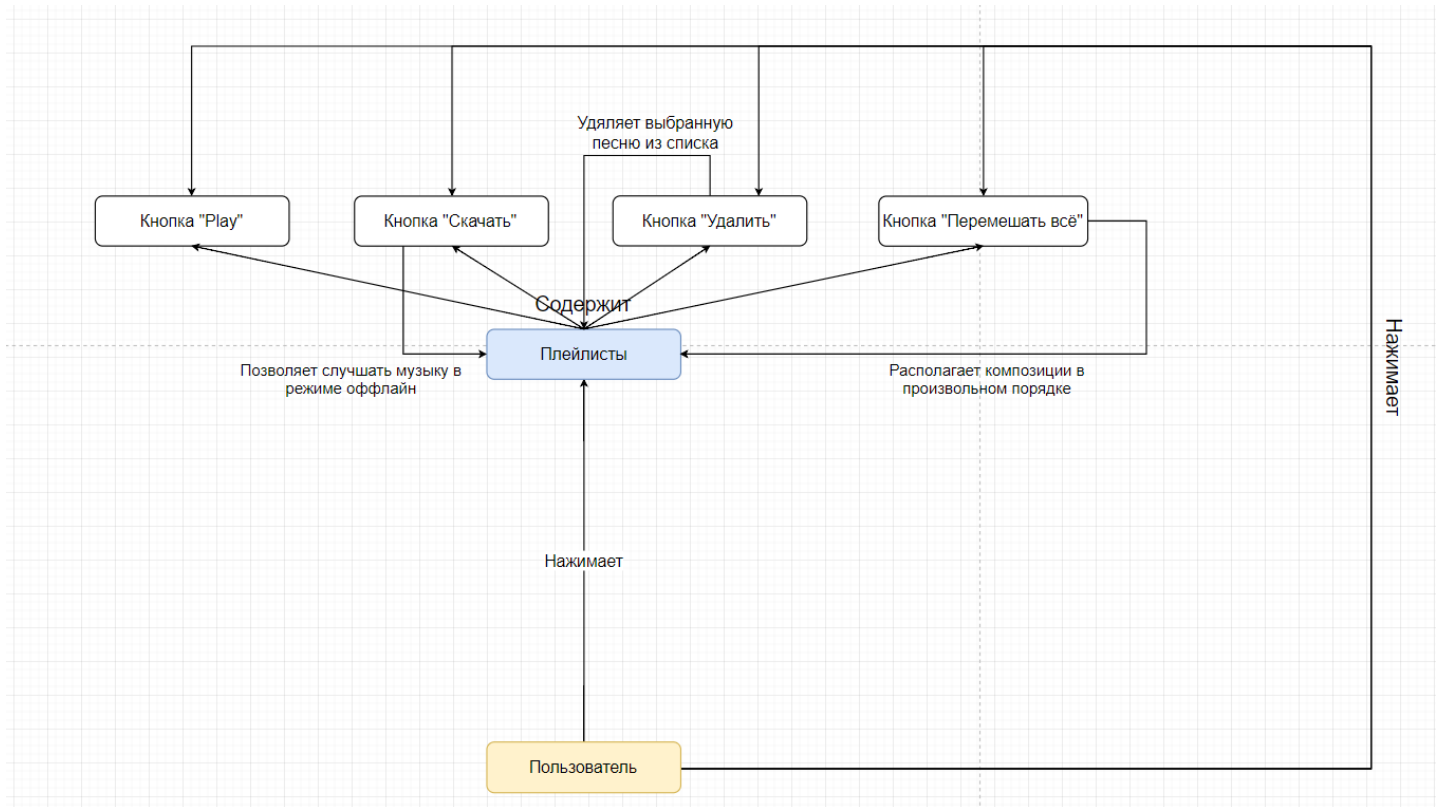 Удяляет выбранную
песню из списка
Кнопка "Play"
Кнопка "Скачать"
Кнопка "Удалить"
Кнопка "Перемешать всё"
Содержит
Плейлисты
Позволяет случшать музыку в
режиме оффлайн
Располагает композиции в
произвольном порядке
Нажимает
Нажимает
Пользователь